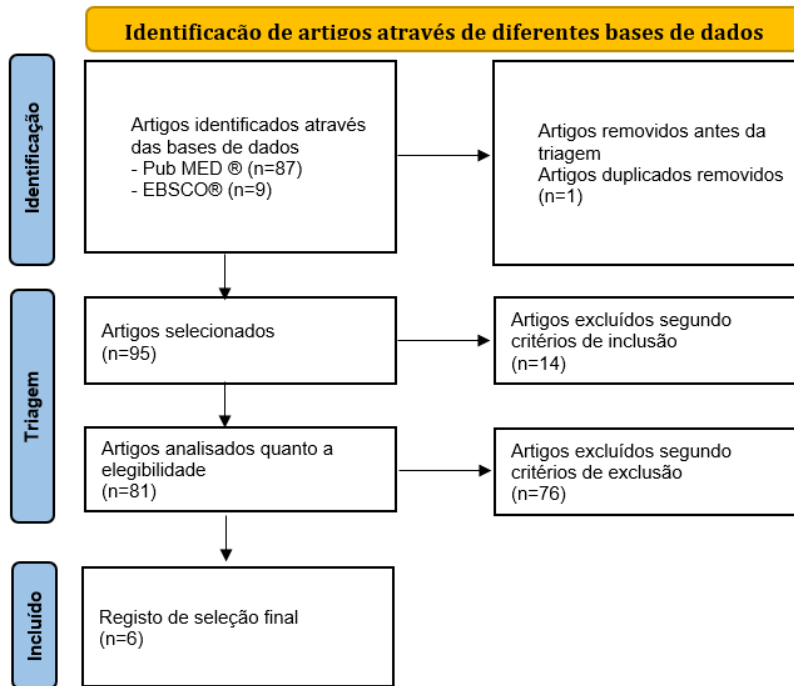 Identificação de artigos através de diferentes bases de dados
Identificação
Artigos identificados através
das bases de dados
- Pub MED ® (n=87)
- EBSCO® (n=9)
Artigos removidos antes da
triagem
Artigos duplicados removidos
(n=1)
Triagem
Artigos selecionados
(n=95)
Artigos excluídos segundo
critérios de inclusão
(n=14)
Artigos analisados quanto a
elegibilidade
(n=81)
Artigos excluídos segundo
critérios de exclusão
(n=76)
Incluído
Registo de seleção final
(n=6)